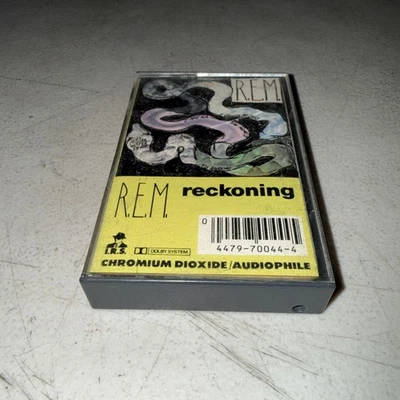 R.E.M.
R.E.M. reckoning
0
4479-70044-4
I.R.S. DOLBY SYSTEM
CHROMIUM DIOXIDE/AUDIOPHILE